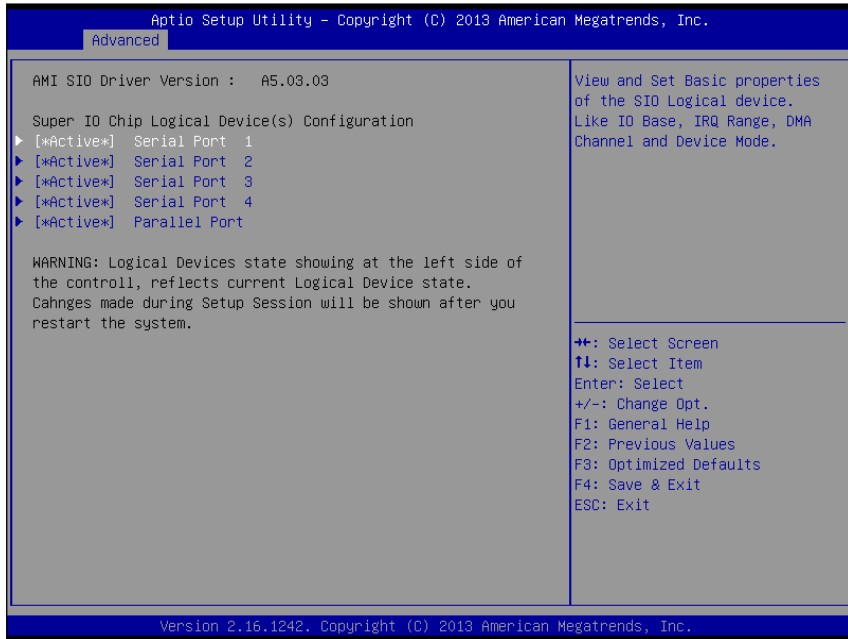 Aptio Setup Utility – Copyright (C) 2013 American Megatrends, Inc.
Advanced
AMI SIO Driver Version : A5.03.03
Super IO Chip Logical Device(s) Configuration
[*Active*] Serial Port 1
[*Active*] Serial Port 2
[*Active*] Serial Port 3
[*Active*] Serial Port 4
[*Active*] Parallel Port
WARNING: Logical Devices state showing at the left side of
the controll, reflects current Logical Device state.
Cahnges made during Setup Session will be shown after you
restart the system.
View and Set Basic properties
of the SIO Logical device.
Like IO Base, IRQ Range, DMA
Channel and Device Mode.
→←: Select Screen
↑↓: Select Item
Enter: Select
+/-: Change Opt.
F1: General Help
F2: Previous Values
F3: Optimized Defaults
F4: Save & Exit
ESC: Exit
Version 2.16.1242. Copyright (C) 2013 American Megatrends, Inc.